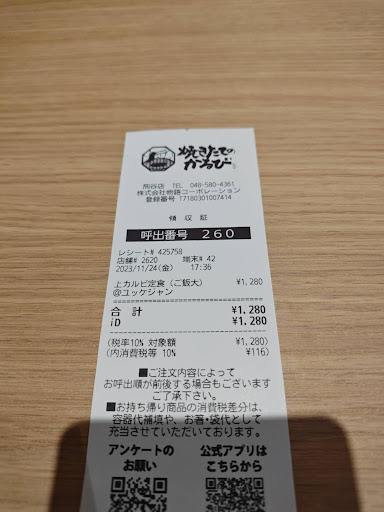 焼きたての
かるび
熊谷店 TEL 048-580-4361
株式会社物語コーポレーション
登録番号 T7180301007414
領 収 証
呼出番号 260
レシート# 425758
店舗# 2620 端末# 42
2023/11/24(金) 17:36
上カルビ定食(ご飯大) ¥1,280
@ユッケジャン
合 計 ¥1,280
iD ¥1,280
(税率10% 対象額 ¥1,280)
(内消費税等 10% ¥116)
■ご注文内容によって
お呼出順が前後する場合もございます
ご了承下さい。
■お持ち帰り商品の消費税差分は、
容器代補填や、お箸・袋代として
充当させていただいております。
アンケートの 公式アプリは
お願い こちらから